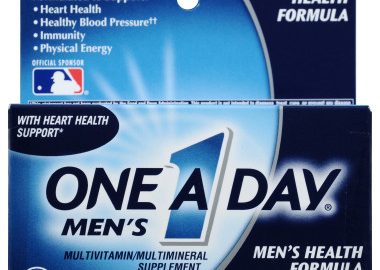 HEALTH
FORMULA
• Heart Health
• Healthy Blood Pressure††
• Immunity
• Physical Energy
OFFICIAL SPONSOR
WITH HEART HEALTH
SUPPORT*
ONE A DAY®
1
MEN'S
MULTIVITAMIN/MULTIMINERAL
SUPPLEMENT
MEN'S HEALTH
FORMULA